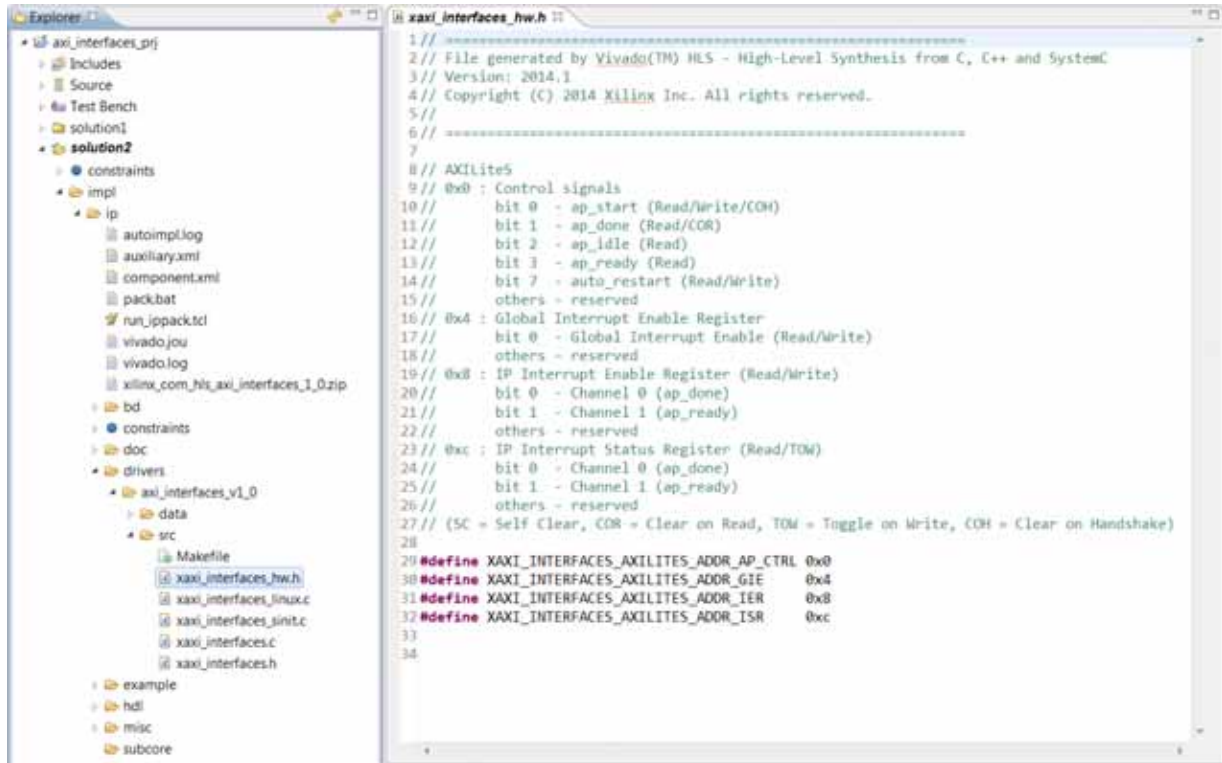 Explorer
axi_interfaces_prj
Includes
Source
Test Bench
solution1
solution2
constraints
impl
ip
autoimpl.log
auxiliary.xml
component.xml
pack.bat
run_ippack.tcl
vivado.jou
vivado.log
xilinx_com_hls_axi_interfaces_1_0.zip
bd
constraints
doc
drivers
axi_interfaces_v1_0
data
src
Makefile
xaxi_interfaces_hw.h
xaxi_interfaces_linux.c
xaxi_interfaces_sinit.c
xaxi_interfaces.c
xaxi_interfaces.h
example
hdl
misc
subcore
xaxi_interfaces_hw.h
1 // ==============================================================
2 // File generated by Vivado(TM) HLS - High-Level Synthesis from C, C++ and SystemC
3 // Version: 2014.1
4 // Copyright (C) 2014 Xilinx Inc. All rights reserved.
5 //
6 // ==============================================================
7
8 // AXILiteS
9 // 0x0 : Control signals
10 // bit 0 - ap_start (Read/Write/COH)
11 // bit 1 - ap_done (Read/COR)
12 // bit 2 - ap_idle (Read)
13 // bit 3 - ap_ready (Read)
14 // bit 7 - auto_restart (Read/Write)
15 // others - reserved
16 // 0x4 : Global Interrupt Enable Register
17 // bit 0 - Global Interrupt Enable (Read/Write)
18 // others - reserved
19 // 0x8 : IP Interrupt Enable Register (Read/Write)
20 // bit 0 - Channel 0 (ap_done)
21 // bit 1 - Channel 1 (ap_ready)
22 // others - reserved
23 // 0xc : IP Interrupt Status Register (Read/TOW)
24 // bit 0 - Channel 0 (ap_done)
25 // bit 1 - Channel 1 (ap_ready)
26 // others - reserved
27 // (SC = Self Clear, COR = Clear on Read, TOW = Toggle on Write, COH = Clear on Handshake)
28
29 #define XAXI_INTERFACES_AXILITES_ADDR_AP_CTRL 0x0
30 #define XAXI_INTERFACES_AXILITES_ADDR_GIE 0x4
31 #define XAXI_INTERFACES_AXILITES_ADDR_IER 0x8
32 #define XAXI_INTERFACES_AXILITES_ADDR_ISR 0xc
33
34